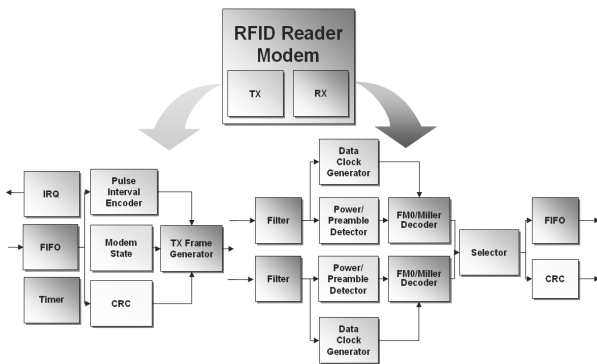 RFID Reader
Modem
TX
RX
IRQ
FIFO
Timer
Pulse
Interval
Encoder
Modem
State
CRC
TX Frame
Generator
Filter
Filter
Data
Clock
Generator
Power/
Preamble
Detector
Power/
Preamble
Detector
Data
Clock
Generator
FM0/Miller
Decoder
FM0/Miller
Decoder
Selector
FIFO
CRC